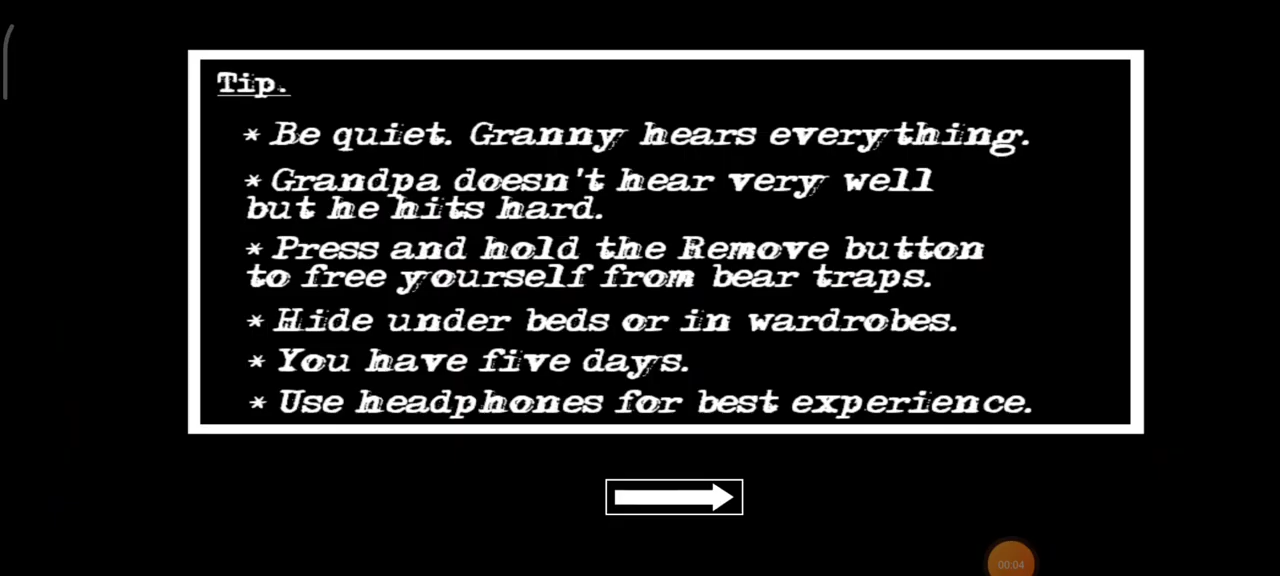 Tip.
* Be quiet. Granny hears everything.
* Grandpa doesn't hear very well
but he hits hard.
* Press and hold the Remove button
to free yourself from bear traps.
* Hide under beds or in wardrobes.
* You have five days.
* Use headphones for best experience.
00:04